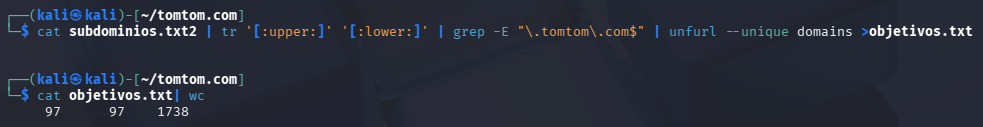 ┌──(kali㉿kali)-[~/tomtom.com]
└─$ cat subdominios.txt2 | tr '[:upper:]' '[:lower:]' | grep -E "\.tomtom\.com$" | unfurl --unique domains >objetivos.txt
┌──(kali㉿kali)-[~/tomtom.com]
└─$ cat objetivos.txt| wc
97 97 1738